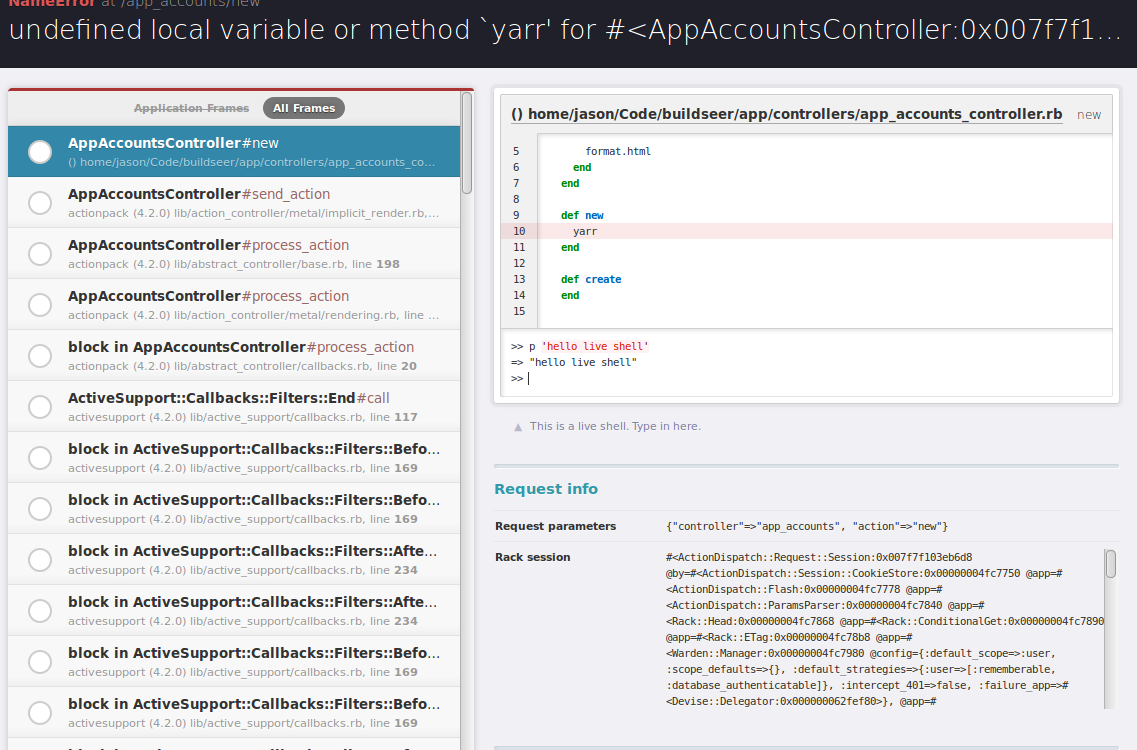 NameError at /app_accounts/new
undefined local variable or method `yarr' for #<AppAccountsController:0x007f7f1...
Application Frames All Frames
AppAccountsController#new
() home/jason/Code/buildseer/app/controllers/app_accounts_co...
AppAccountsController#send_action
actionpack (4.2.0) lib/action_controller/metal/implicit_render.rb,...
AppAccountsController#process_action
actionpack (4.2.0) lib/abstract_controller/base.rb, line 198
AppAccountsController#process_action
actionpack (4.2.0) lib/action_controller/metal/rendering.rb, line ...
block in AppAccountsController#process_action
actionpack (4.2.0) lib/abstract_controller/callbacks.rb, line 20
ActiveSupport::Callbacks::Filters::End#call
activesupport (4.2.0) lib/active_support/callbacks.rb, line 117
block in ActiveSupport::Callbacks::Filters::Befo...
activesupport (4.2.0) lib/active_support/callbacks.rb, line 169
block in ActiveSupport::Callbacks::Filters::Befo...
activesupport (4.2.0) lib/active_support/callbacks.rb, line 169
block in ActiveSupport::Callbacks::Filters::Afte...
activesupport (4.2.0) lib/active_support/callbacks.rb, line 234
block in ActiveSupport::Callbacks::Filters::Afte...
activesupport (4.2.0) lib/active_support/callbacks.rb, line 234
block in ActiveSupport::Callbacks::Filters::Befo...
activesupport (4.2.0) lib/active_support/callbacks.rb, line 169
block in ActiveSupport::Callbacks::Filters::Befo...
activesupport (4.2.0) lib/active_support/callbacks.rb, line 169
() home/jason/Code/buildseer/app/controllers/app_accounts_controller.rb new
5 format.html
6 end
7 end
8
9 def new
10 yarr
11 end
12
13 def create
14 end
15
>> p 'hello live shell'
=> "hello live shell"
>>
▲ This is a live shell. Type in here.
Request info
Request parameters {"controller"=>"app_accounts", "action"=>"new"}
Rack session #<ActionDispatch::Request::Session:0x007f7f103eb6d8
@by=#<ActionDispatch::Session::CookieStore:0x00000004fc7750 @app=#
<ActionDispatch::Flash:0x00000004fc7778 @app=#
<ActionDispatch::ParamsParser:0x00000004fc7840 @app=#
<Rack::Head:0x00000004fc7868 @app=#<Rack::ConditionalGet:0x00000004fc7890
@app=#<Rack::ETag:0x00000004fc78b8 @app=#
<Warden::Manager:0x00000004fc7980 @config={:default_scope=>:user,
:scope_defaults=>{}, :default_strategies=>{:user=>[:rememberable,
:database_authenticatable]}, :intercept_401=>false, :failure_app=>#
<Devise::Delegator:0x000000062fef80>}, @app=#